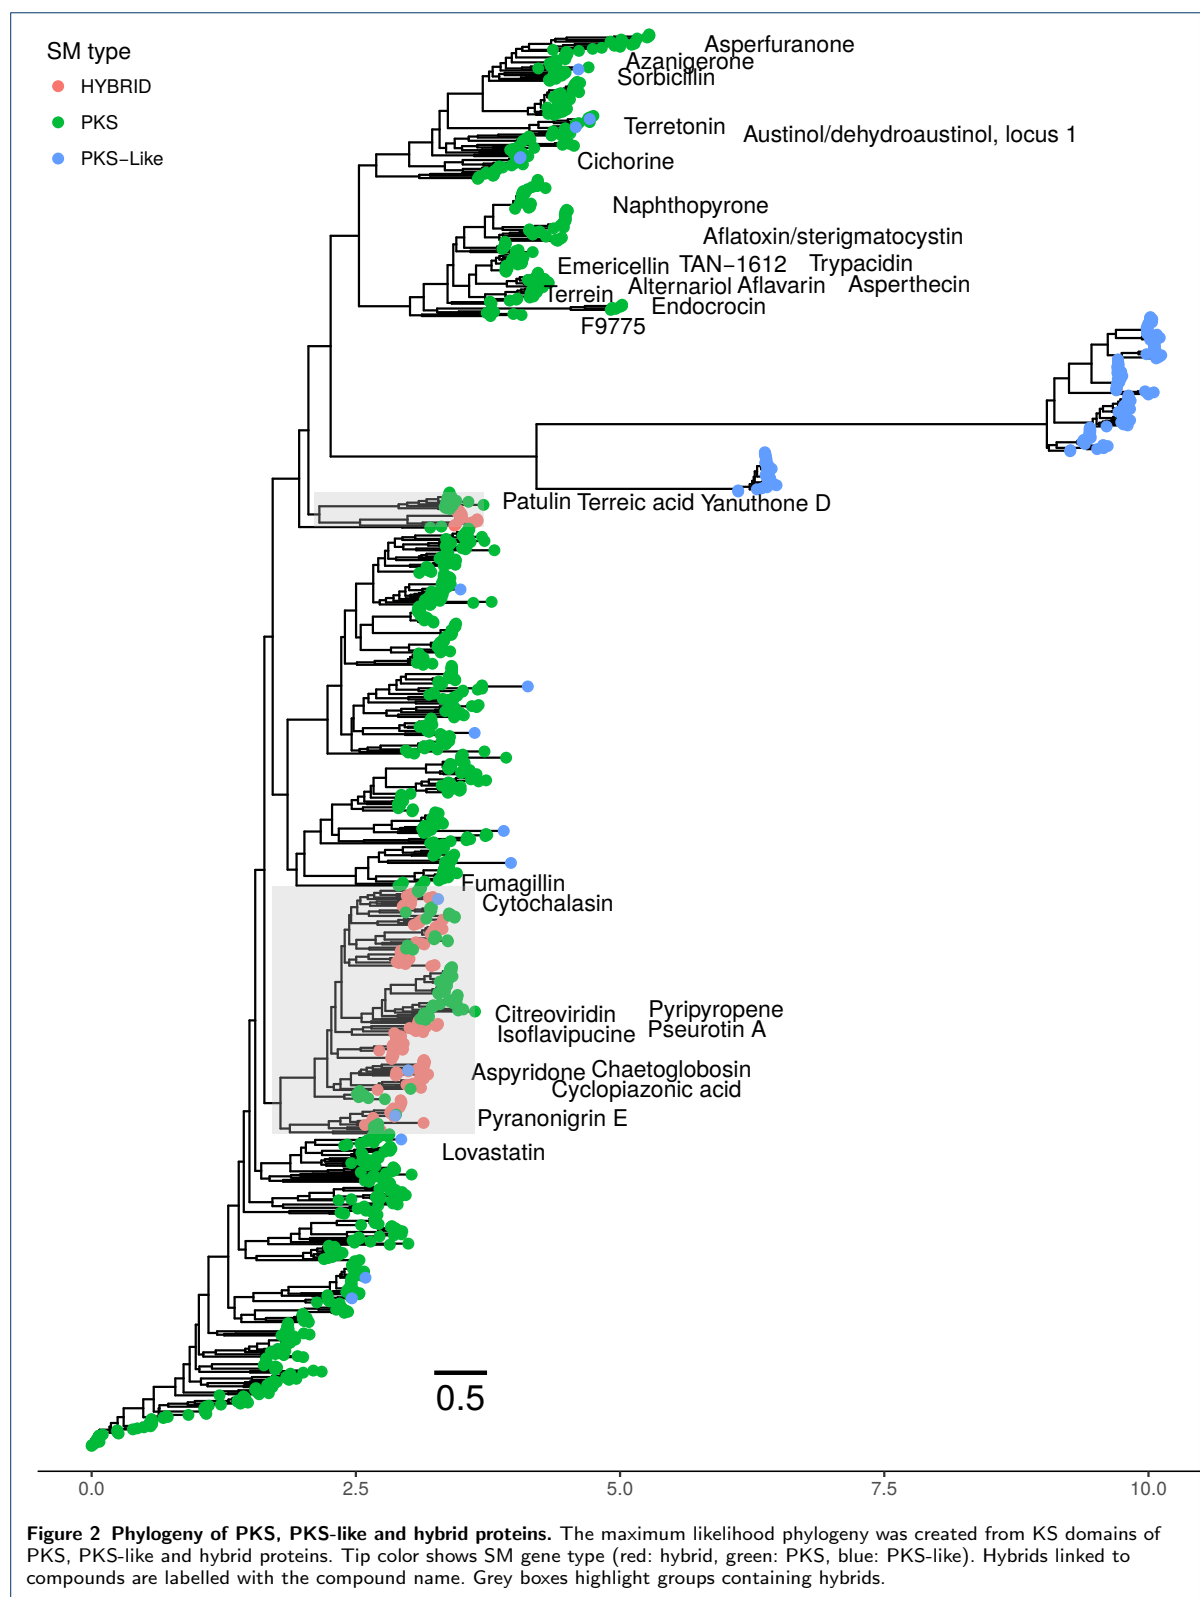 SM type
HYBRID
PKS
PKS−Like
Asperfuranone
Azanigerone
Sorbicillin
Terretonin
Austinol/dehydroaustinol, locus 1
Cichorine
Naphthopyrone
Aflatoxin/sterigmatocystin
Emericellin TAN−1612 Trypacidin
Alternariol Aflavarin Asperthecin
Terrein
Endocrocin
F9775
Patulin Terreic acid Yanuthone D
Fumagillin
Cytochalasin
Citreoviridin Pyripyropene
Isoflavipucine Pseurotin A
Aspyridone Chaetoglobosin
Cyclopiazonic acid
Pyranonigrin E
Lovastatin
0.5
0.0 2.5 5.0 7.5 10.0
Figure 2 Phylogeny of PKS, PKS-like and hybrid proteins. The maximum likelihood phylogeny was created from KS domains of
PKS, PKS-like and hybrid proteins. Tip color shows SM gene type (red: hybrid, green: PKS, blue: PKS-like). Hybrids linked to
compounds are labelled with the compound name. Grey boxes highlight groups containing hybrids.